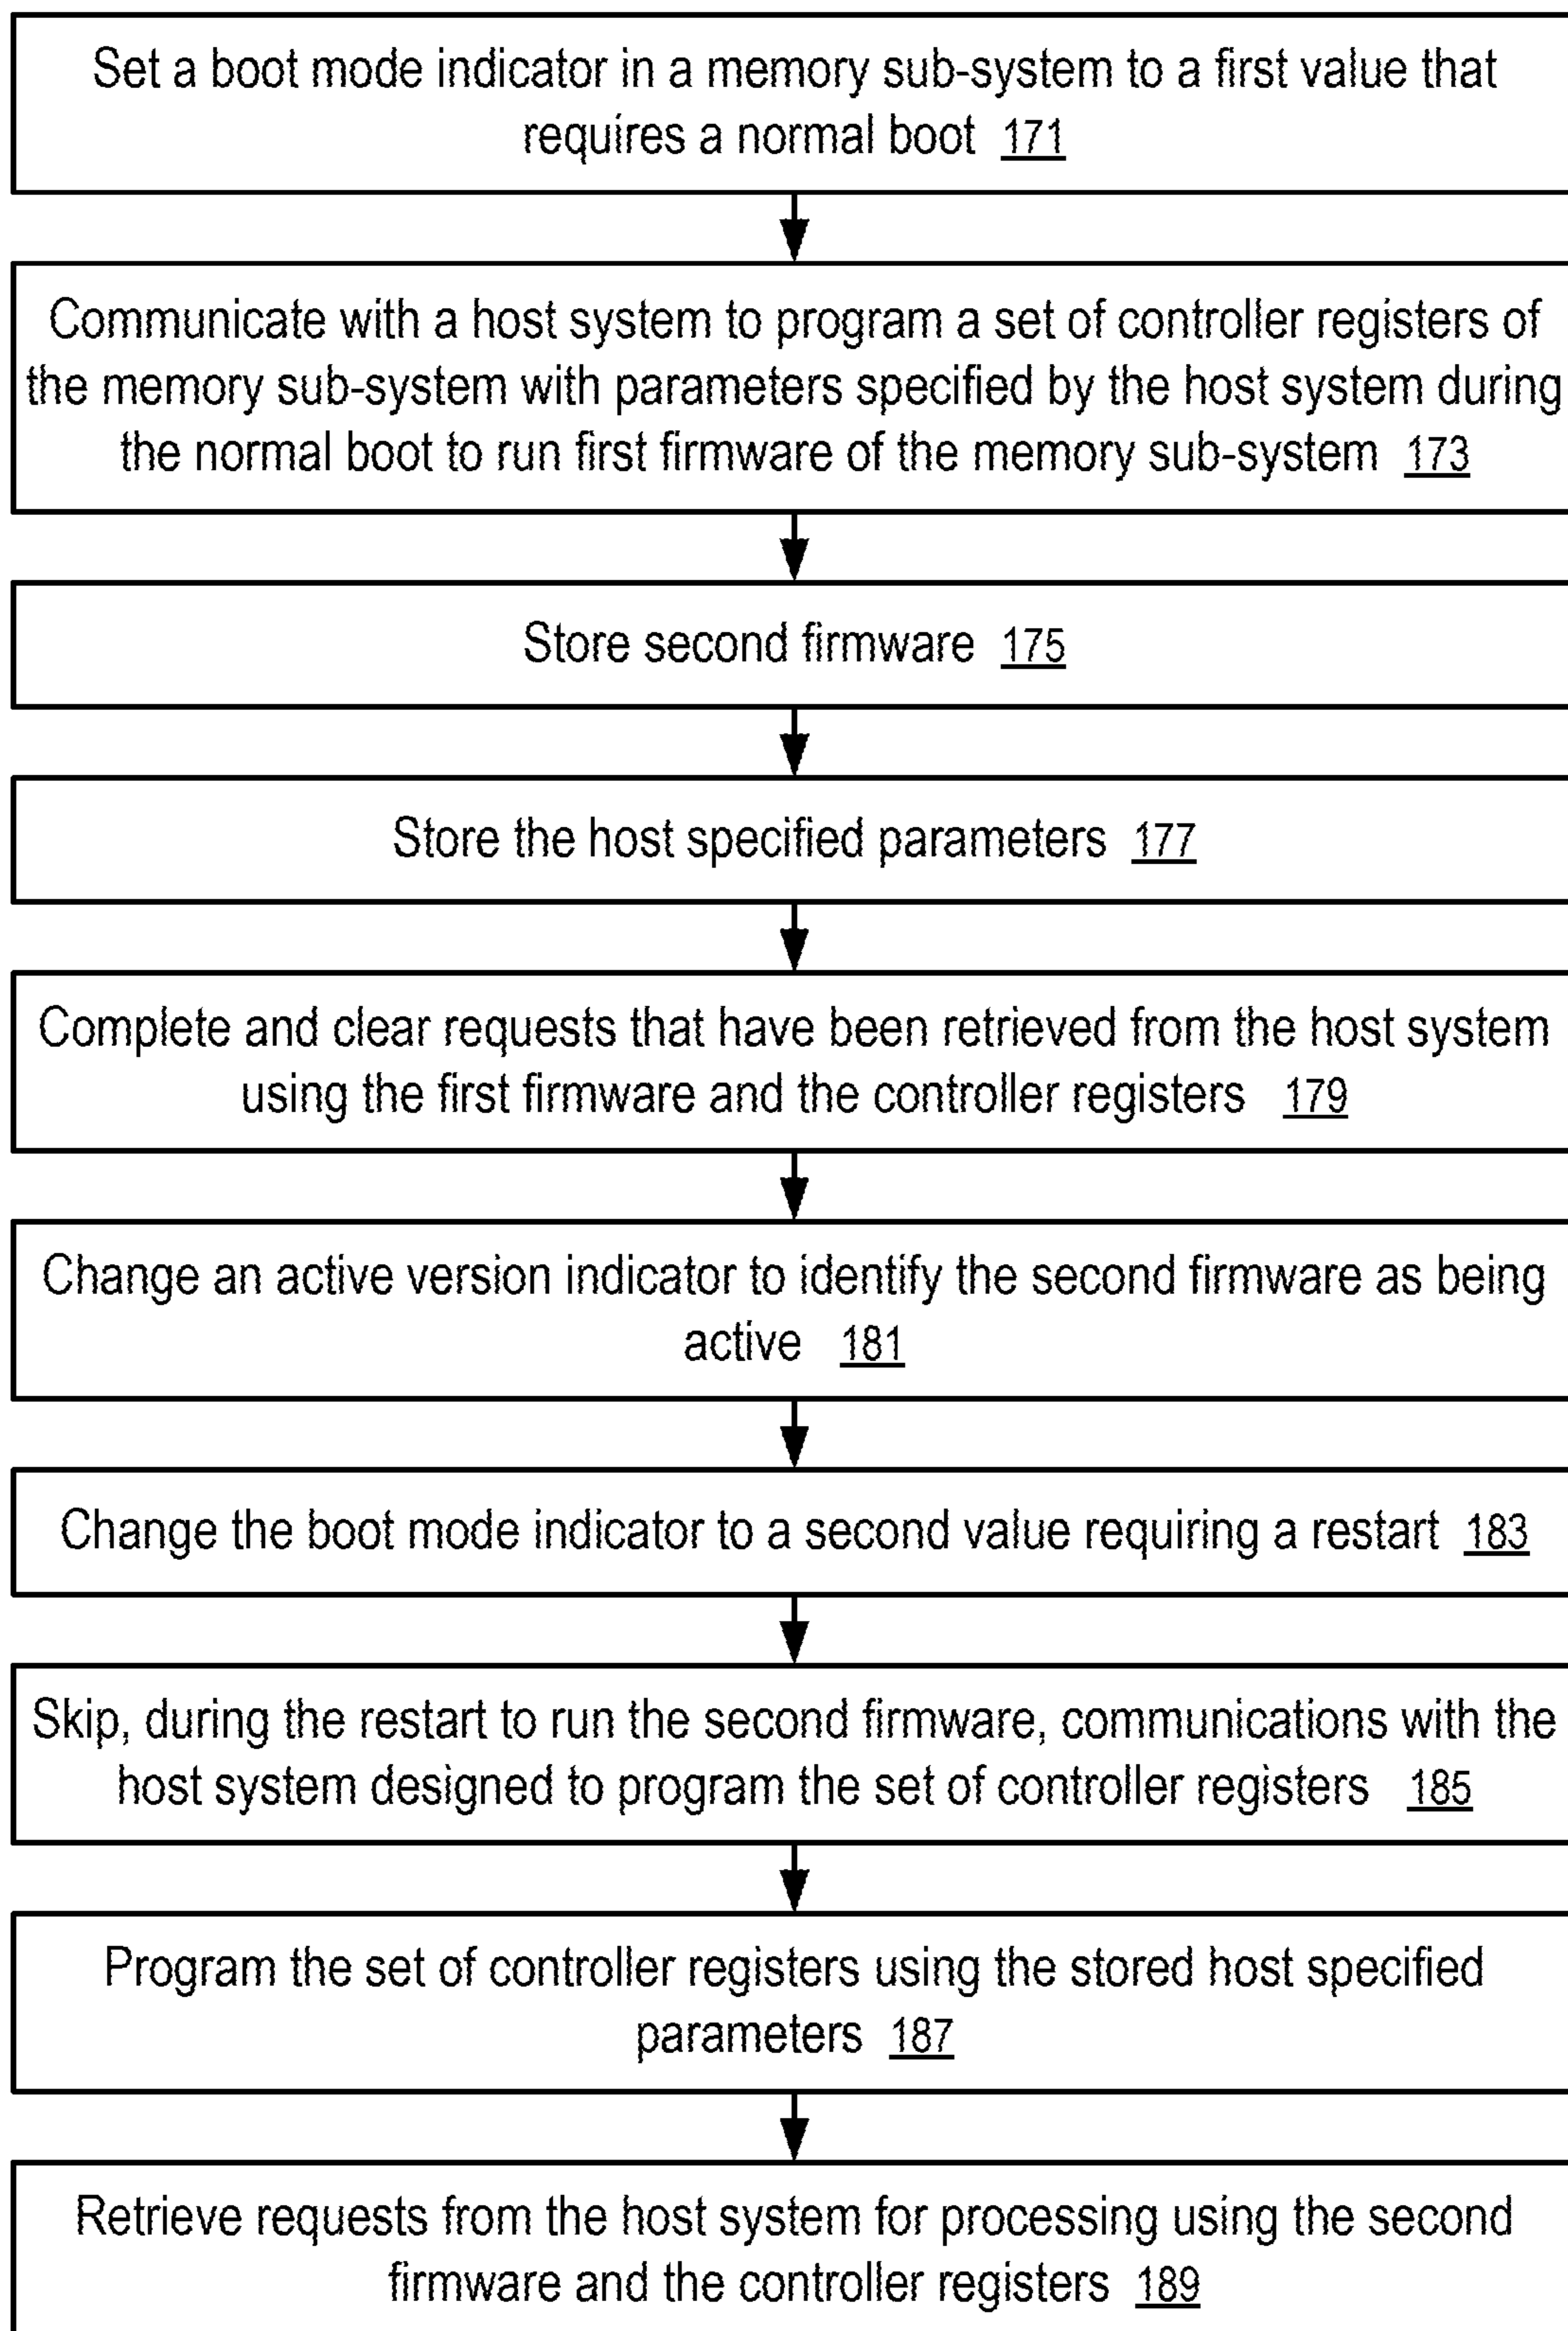 Set a boot mode indicator in a memory sub-system to a first value that
requires a normal boot 171
Communicate with a host system to program a set of controller registers of
the memory sub-system with parameters specified by the host system during
the normal boot to run first firmware of the memory sub-system 173
Store second firmware 175
Store the host specified parameters 177
Complete and clear requests that have been retrieved from the host system
using the first firmware and the controller registers 179
Change an active version indicator to identify the second firmware as being
active 181
Change the boot mode indicator to a second value requiring a restart 183
Skip, during the restart to run the second firmware, communications with the
host system designed to program the set of controller registers 185
Program the set of controller registers using the stored host specified
parameters 187
Retrieve requests from the host system for processing using the second
firmware and the controller registers 189